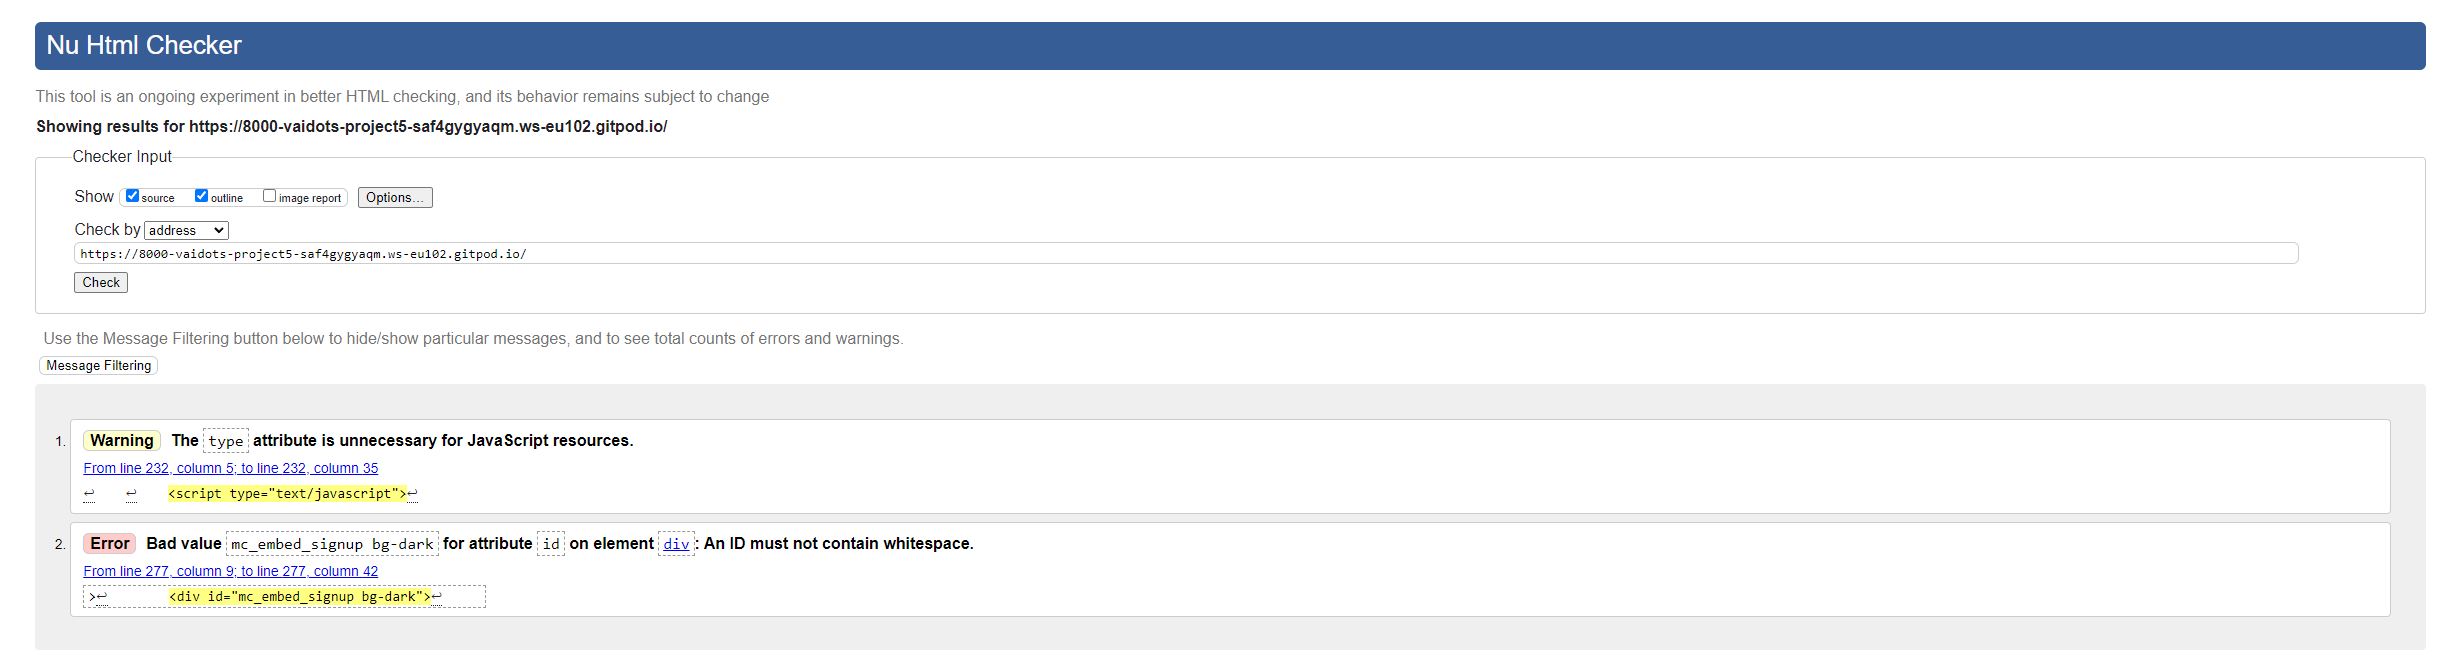 Nu Html Checker
This tool is an ongoing experiment in better HTML checking, and its behavior remains subject to change
Showing results for https://8000-vaidots-project5-saf4gygyaqm.ws-eu102.gitpod.io/
Checker Input
Show source outline image report Options...
Check by address
https://8000-vaidots-project5-saf4gygyaqm.ws-eu102.gitpod.io/
Check
Use the Message Filtering button below to hide/show particular messages, and to see total counts of errors and warnings.
Message Filtering
1. Warning The type attribute is unnecessary for JavaScript resources.
From line 232, column 5; to line 232, column 35
↩ ↩ <script type="text/javascript">↩
2. Error Bad value mc_embed_signup bg-dark for attribute id on element div: An ID must not contain whitespace.
From line 277, column 9; to line 277, column 42
>↩ <div id="mc_embed_signup bg-dark">↩